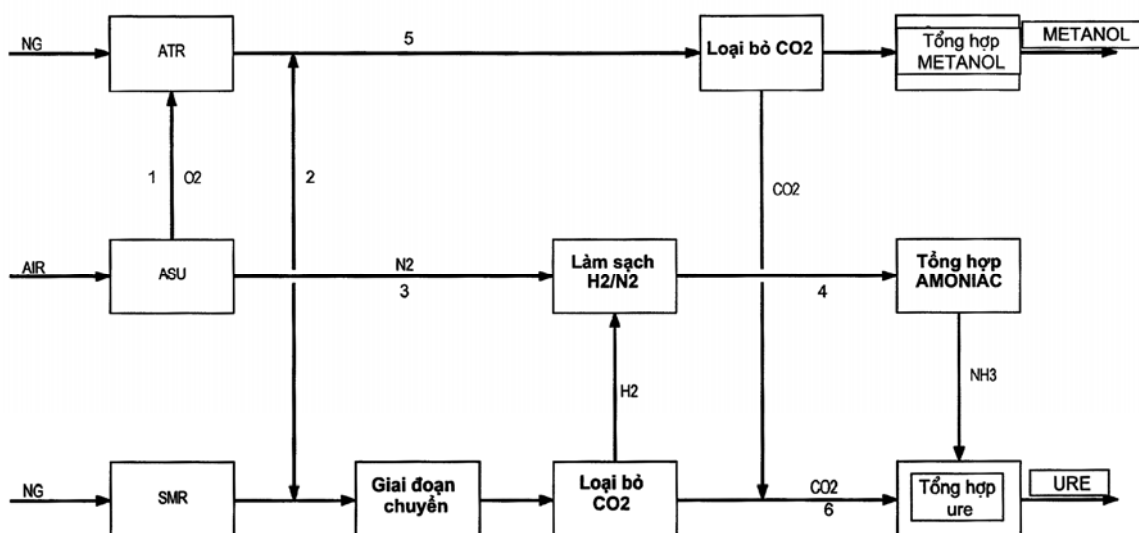 NG
ATR
5
Loại bỏ CO2
Tổng hợp
METANOL
METANOL
1
O2
2
CO2
AIR
ASU
N2
3
Làm sạch
H2/N2
4
Tổng hợp
AMONIAC
H2
NH3
NG
SMR
Giai đoạn
chuyển
Loại bỏ
CO2
CO2
6
Tổng hợp
ure
URE